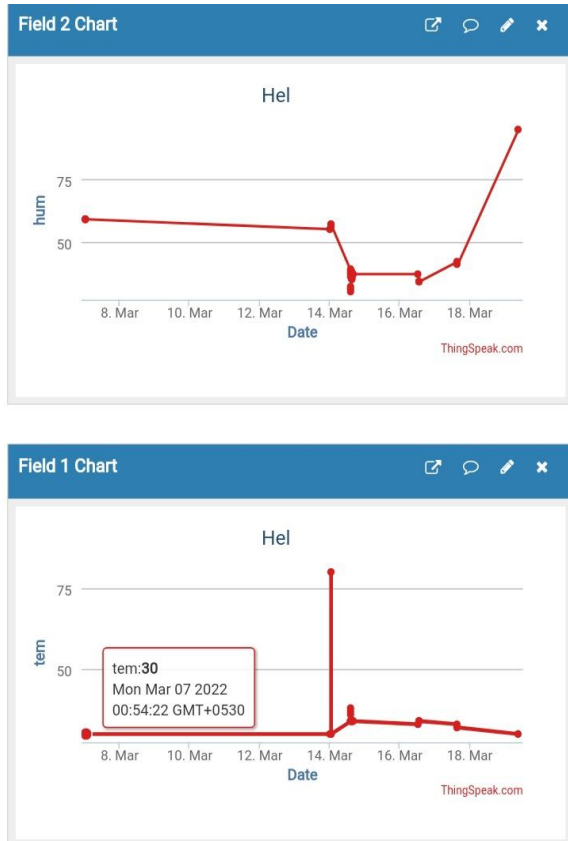 Field 2 Chart
Hel
75
50
hum
8. Mar 10. Mar 12. Mar 14. Mar 16. Mar 18. Mar
Date
ThingSpeak.com
Field 1 Chart
Hel
75
50
tem
tem:30
Mon Mar 07 2022
00:54:22 GMT+0530
8. Mar 10. Mar 12. Mar 14. Mar 16. Mar 18. Mar
Date
ThingSpeak.com